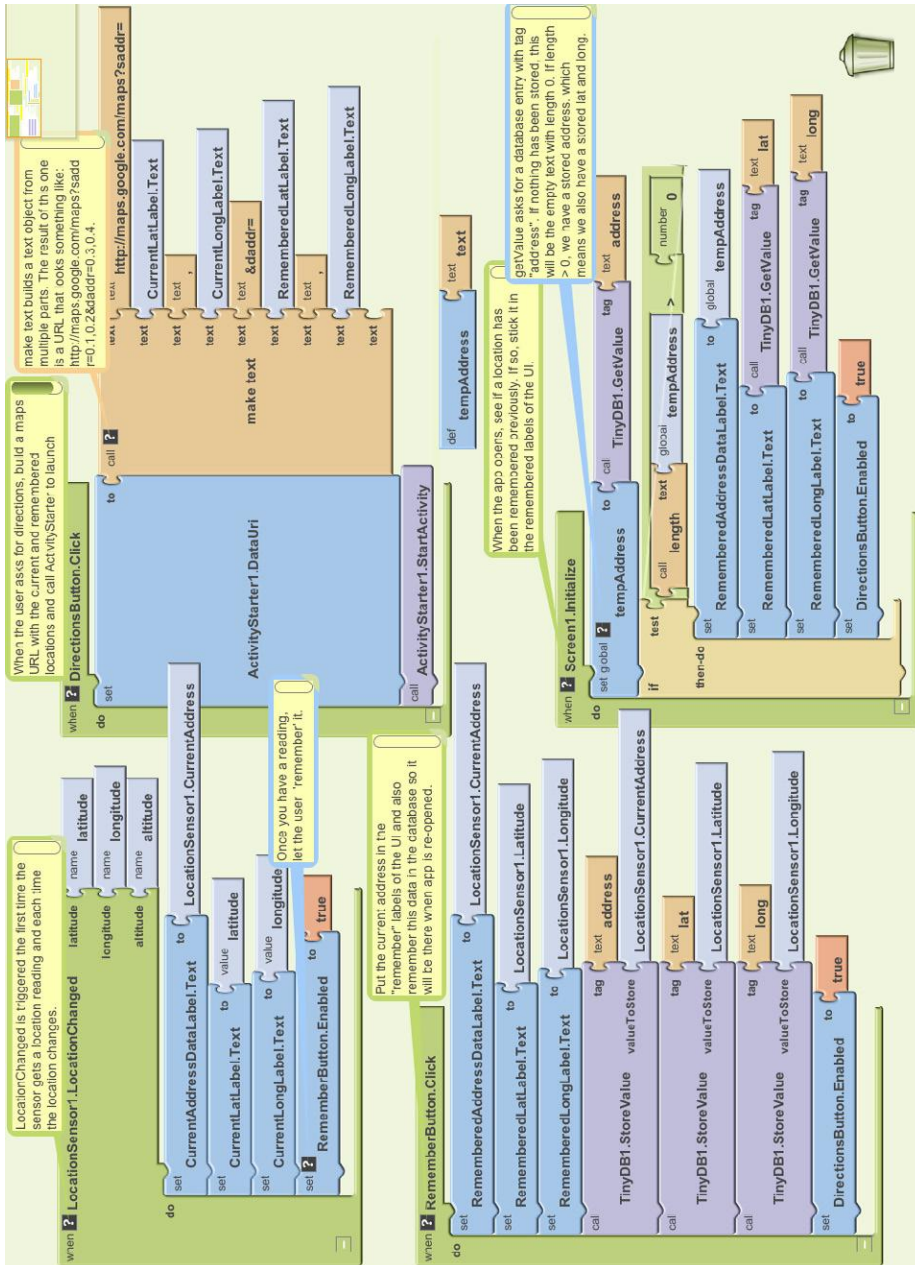 LocationChanged is triggered the first time the
sensor gets a location reading and each time
the location changes.
when ? LocationSensor1.LocationChanged
latitude name latitude
longitude name longitude
altitude name altitude
do
set CurrentAddressDataLabel.Text to LocationSensor1.CurrentAddress
set CurrentLatLabel.Text to value latitude
set CurrentLongLabel.Text to value longitude
set ? RememberButton.Enabled to true
Once you have a reading,
let the user "remember" it.
When the user asks for directions, build a maps
URL with the current and remembered
locations and call ActivityStarter to launch
when ? DirectionsButton.Click
do
set ActivityStarter1.DataUri to call ? make text
text text http://maps.google.com/maps?saddr=
text CurrentLatLabel.Text
text text ,
text CurrentLongLabel.Text
text text &daddr=
text RememberedLatLabel.Text
text text ,
text RememberedLongLabel.Text
text
call ActivityStarter1.StartActivity
make text builds a text object from
multiple parts. The result of this one
is a URL that looks something like:
http://maps.google.com/maps?sadd
r=0.1,0.2&daddr=0.3,0.4.
def tempAddress text text
Put the current address in the
"remember" labels of the UI and also
remember this data in the database so it
will be there when app is re-opened.
when ? RememberButton.Click
do
set RememberedAddressDataLabel.Text to LocationSensor1.CurrentAddress
set RememberedLatLabel.Text to LocationSensor1.Latitude
set RememberedLongLabel.Text to LocationSensor1.Longitude
call TinyDB1.StoreValue tag text address
valueToStore LocationSensor1.CurrentAddress
call TinyDB1.StoreValue tag text lat
valueToStore LocationSensor1.Latitude
call TinyDB1.StoreValue tag text long
valueToStore LocationSensor1.Longitude
set DirectionsButton.Enabled to true
When the app opens, see if a location has
been remembered previously. If so, stick it in
the remembered labels of the UI.
when ? Screen1.Initialize
do
set global ? tempAddress to call TinyDB1.GetValue tag text address
if test call length text global tempAddress > number 0
then-do
set RememberedAddressDataLabel.Text to global tempAddress
set RememberedLatLabel.Text to call TinyDB1.GetValue tag text lat
set RememberedLongLabel.Text to call TinyDB1.GetValue tag text long
set DirectionsButton.Enabled to true
getValue asks for a database entry with tag
"address". If nothing has been stored, this
will be the empty text with length 0. If length
> 0, we have a stored address, which
means we also have a stored lat and long.